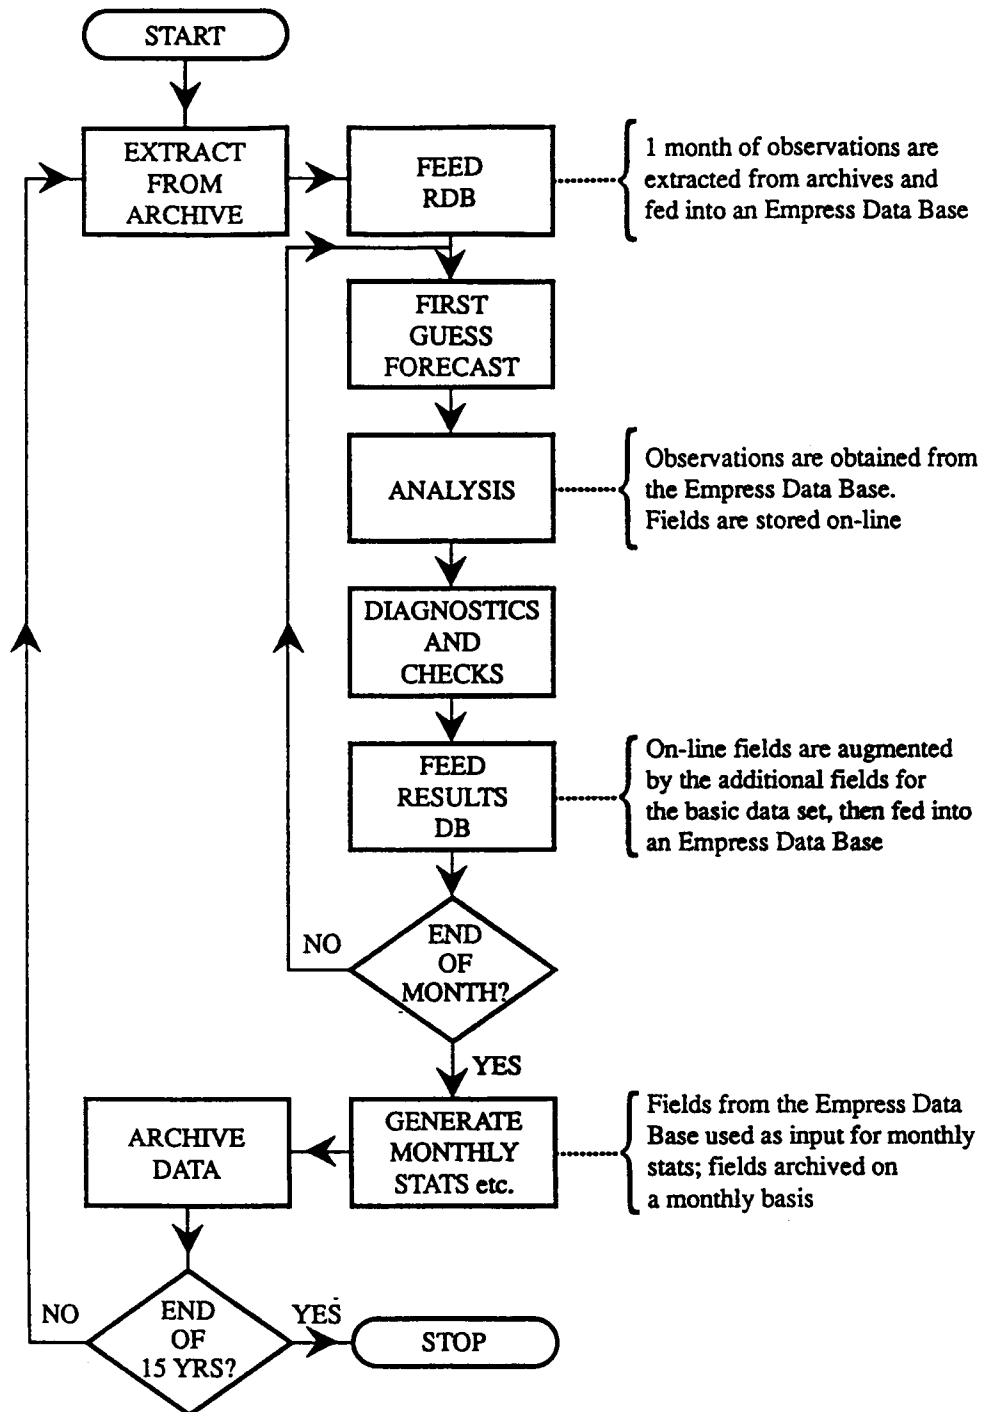 START
EXTRACT
FROM
ARCHIVE
FEED
RDB
1 month of observations are
extracted from archives and
fed into an Empress Data Base
FIRST
GUESS
FORECAST
ANALYSIS
Observations are obtained from
the Empress Data Base.
Fields are stored on-line
DIAGNOSTICS
AND
CHECKS
FEED
RESULTS
DB
On-line fields are augmented
by the additional fields for
the basic data set, then fed into
an Empress Data Base
END
OF
MONTH?
NO
YES
GENERATE
MONTHLY
STATS etc.
Fields from the Empress Data
Base used as input for monthly
stats; fields archived on
a monthly basis
ARCHIVE
DATA
END
OF
15 YRS?
NO
YES
STOP